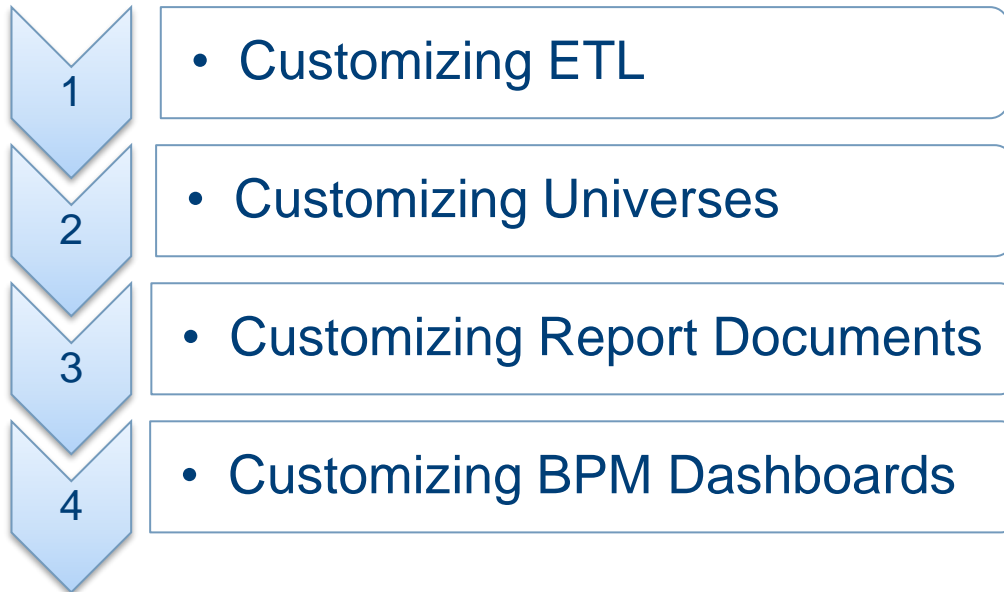 1
• Customizing ETL
2
• Customizing Universes
3
• Customizing Report Documents
4
• Customizing BPM Dashboards